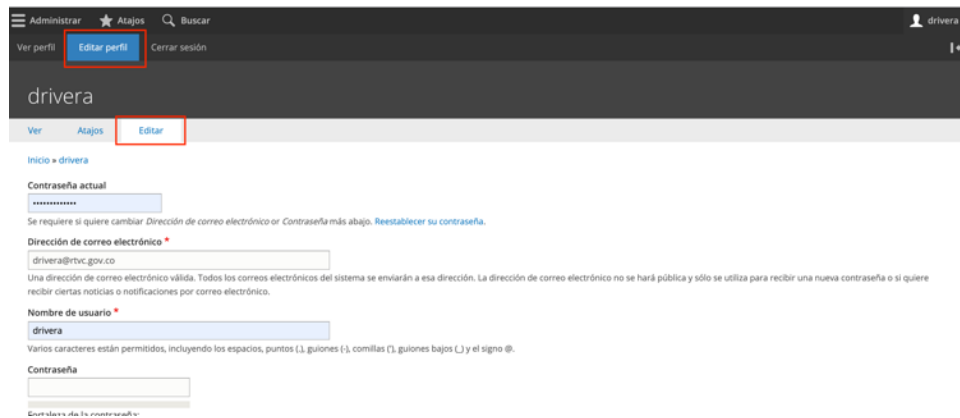 Administrar Atajos Buscar drivera
Ver perfil Editar perfil Cerrar sesión
drivera
Ver Atajos Editar
Inicio » drivera
Contraseña actual
•••••••••••••
Se requiere si quiere cambiar Dirección de correo electrónico or Contraseña más abajo. Reestablecer su contraseña.
Dirección de correo electrónico *
drivera@rtvc.gov.co
Una dirección de correo electrónico válida. Todos los correos electrónicos del sistema se enviarán a esa dirección. La dirección de correo electrónico no se hará pública y sólo se utiliza para recibir una nueva contraseña o si quiere
recibir ciertas noticias o notificaciones por correo electrónico.
Nombre de usuario *
drivera
Varios caracteres están permitidos, incluyendo los espacios, puntos (.), guiones (-), comillas ('), guiones bajos (_) y el signo @.
Contraseña
Fortaleza de la contraseña: